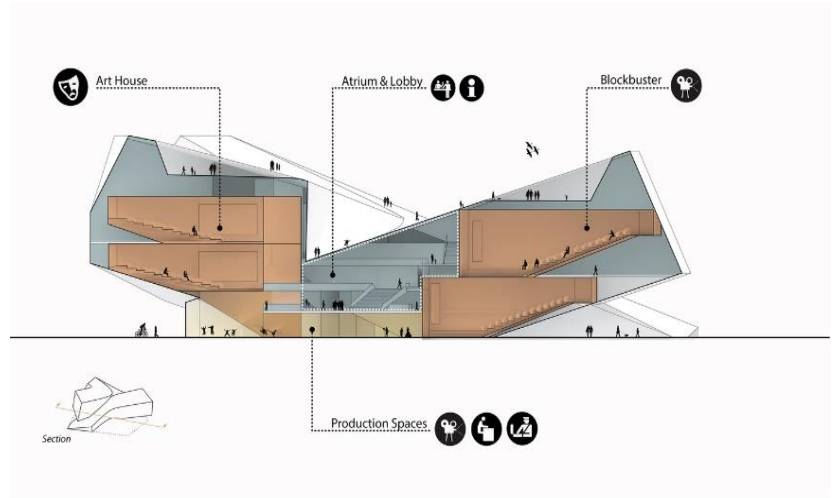 Art House
Atrium & Lobby
Blockbuster
Production Spaces
Section